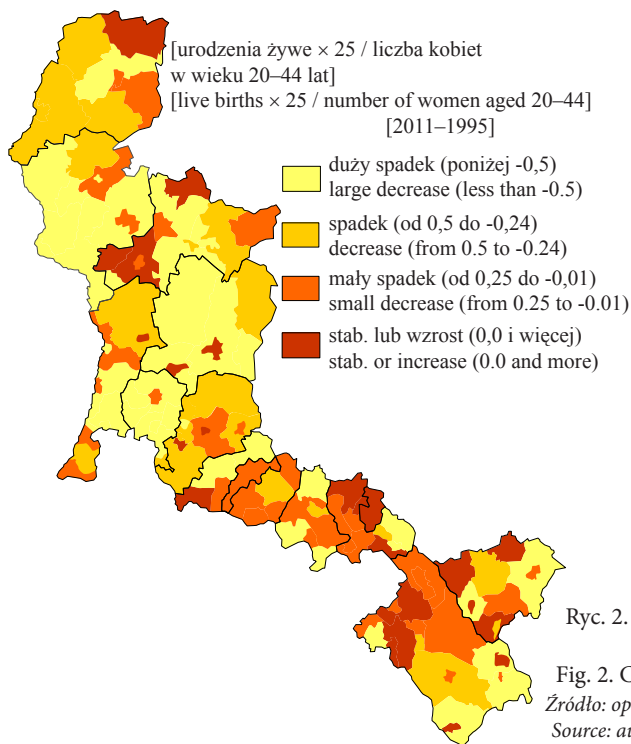 [urodzenia żywe × 25 / liczba kobiet
w wieku 20–44 lat]
[live births × 25 / number of women aged 20–44]
[2011–1995]
duży spadek (poniżej -0,5)
large decrease (less than -0.5)
spadek (od 0,5 do -0,24)
decrease (from 0.5 to -0.24)
mały spadek (od 0,25 do -0,01)
small decrease (from 0.25 to -0.01)
stab. lub wzrost (0,0 i więcej)
stab. or increase (0.0 and more)
Ryc. 2.
Fig. 2. C
Źródło: op
Source: au